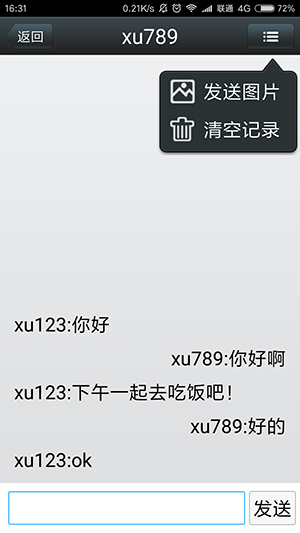 16:31 0.21K/s 联通 4G 72%
返回 xu789
发送图片
清空记录
xu123:你好
xu789:你好啊
xu123:下午一起去吃饭吧!
xu789:好的
xu123:ok
发送